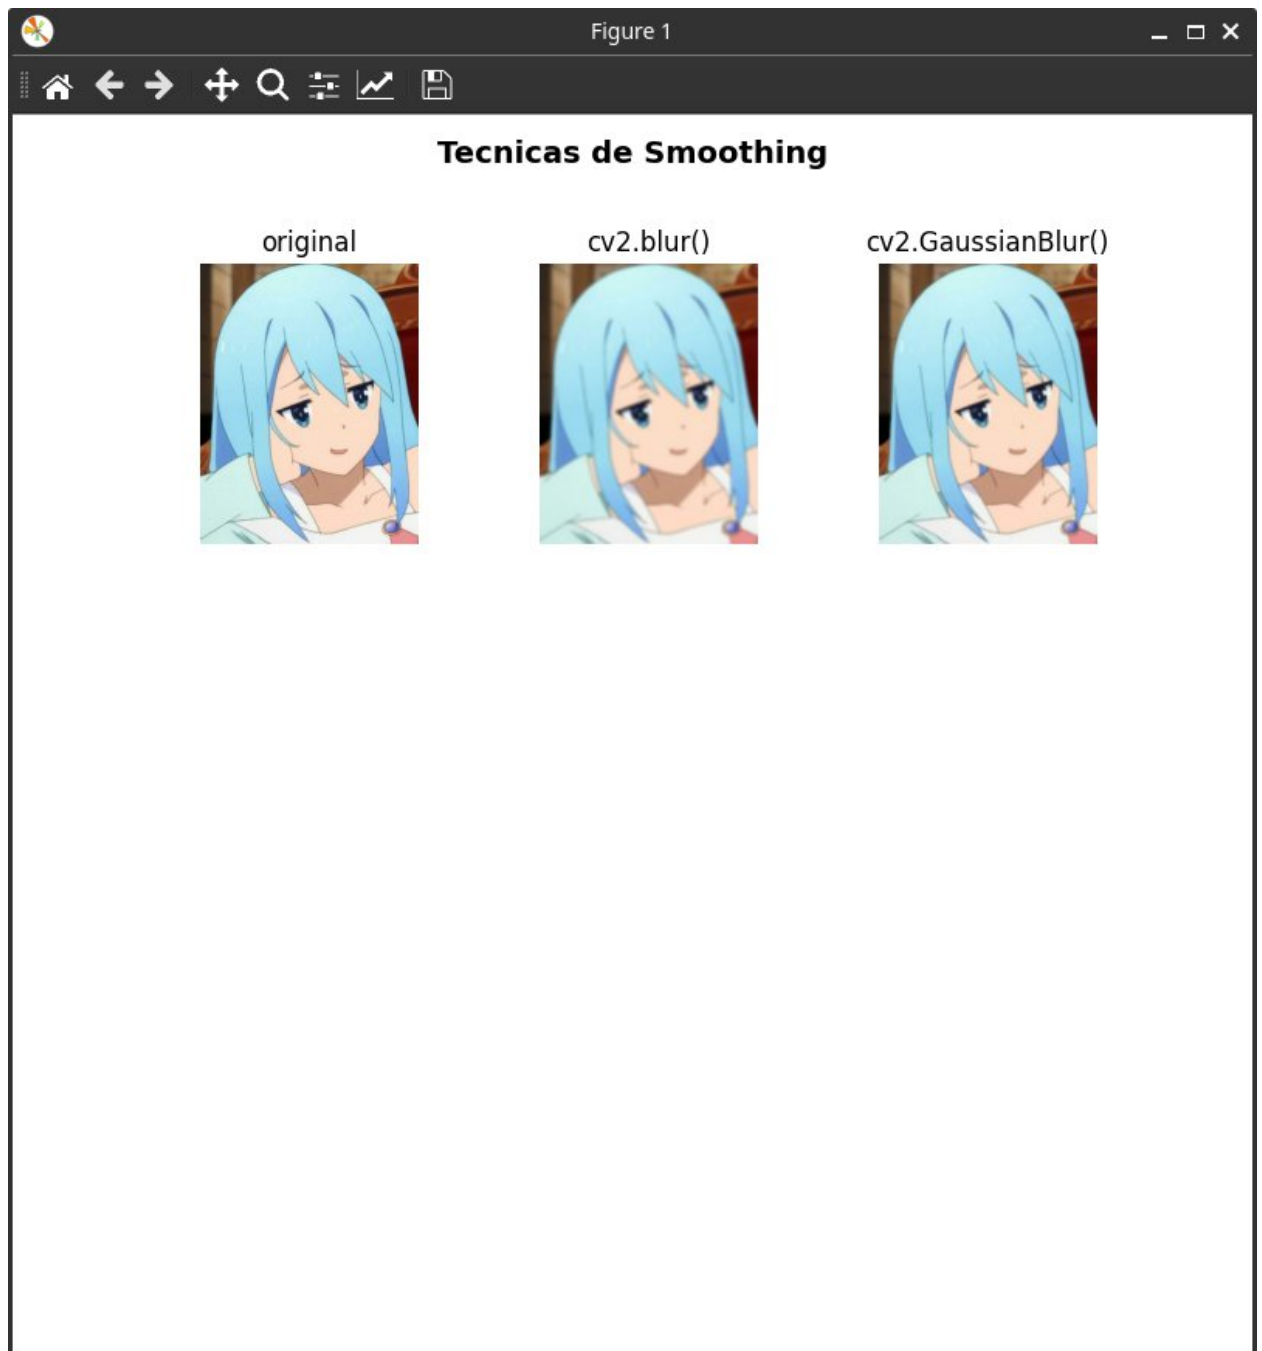 Figure 1
Tecnicas de Smoothing
original
cv2.blur()
cv2.GaussianBlur()